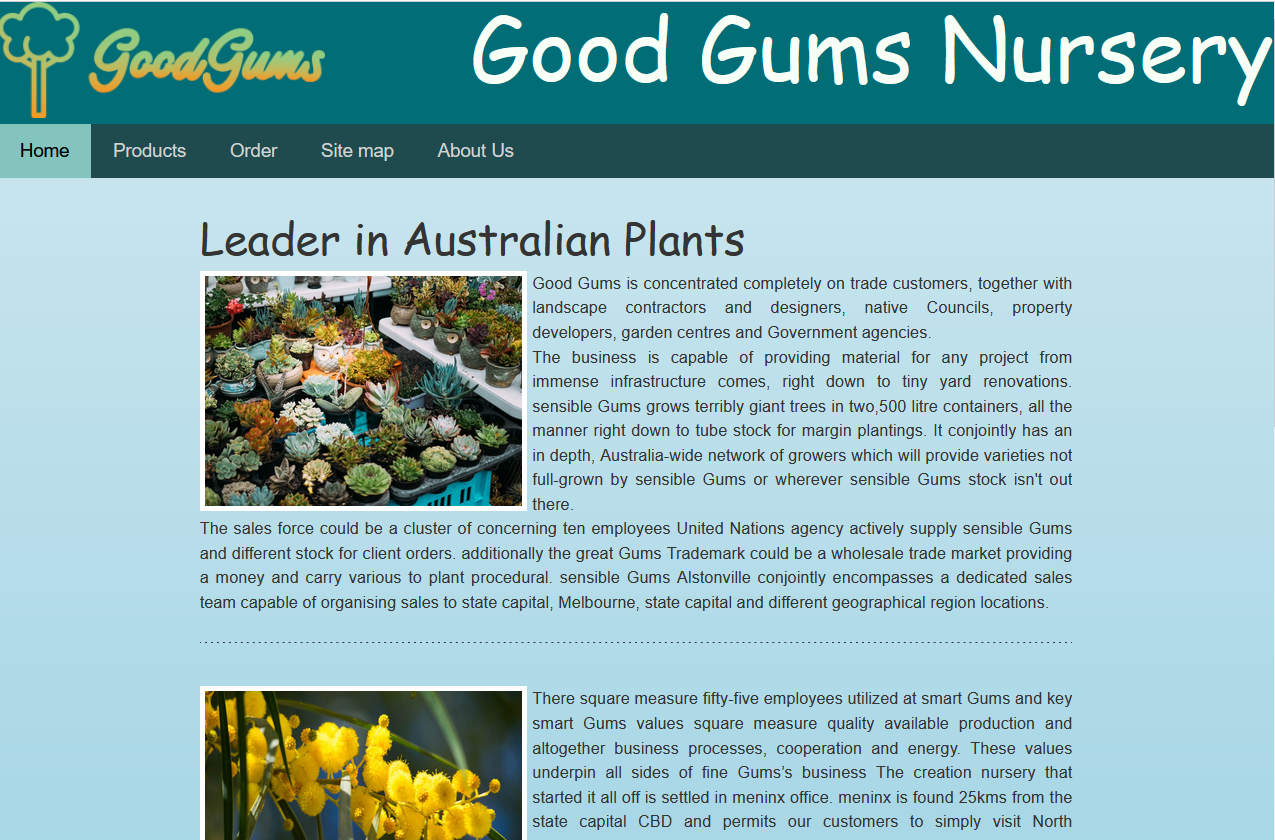 GoodGums
Good Gums Nursery
Home Products Order Site map About Us
Leader in Australian Plants
Good Gums is concentrated completely on trade customers, together with
landscape contractors and designers, native Councils, property
developers, garden centres and Government agencies.
The business is capable of providing material for any project from
immense infrastructure comes, right down to tiny yard renovations.
sensible Gums grows terribly giant trees in two,500 litre containers, all the
manner right down to tube stock for margin plantings. It conjointly has an
in depth, Australia-wide network of growers which will provide varieties not
full-grown by sensible Gums or wherever sensible Gums stock isn't out
there.
The sales force could be a cluster of concerning ten employees United Nations agency actively supply sensible Gums
and different stock for client orders. additionally the great Gums Trademark could be a wholesale trade market providing
a money and carry various to plant procedural. sensible Gums Alstonville conjointly encompasses a dedicated sales
team capable of organising sales to state capital, Melbourne, state capital and different geographical region locations.
There square measure fifty-five employees utilized at smart Gums and key
smart Gums values square measure quality available production and
altogether business processes, cooperation and energy. These values
underpin all sides of fine Gums’s business The creation nursery that
started it all off is settled in meninx office. meninx is found 25kms from the
state capital CBD and permits our customers to simply visit North